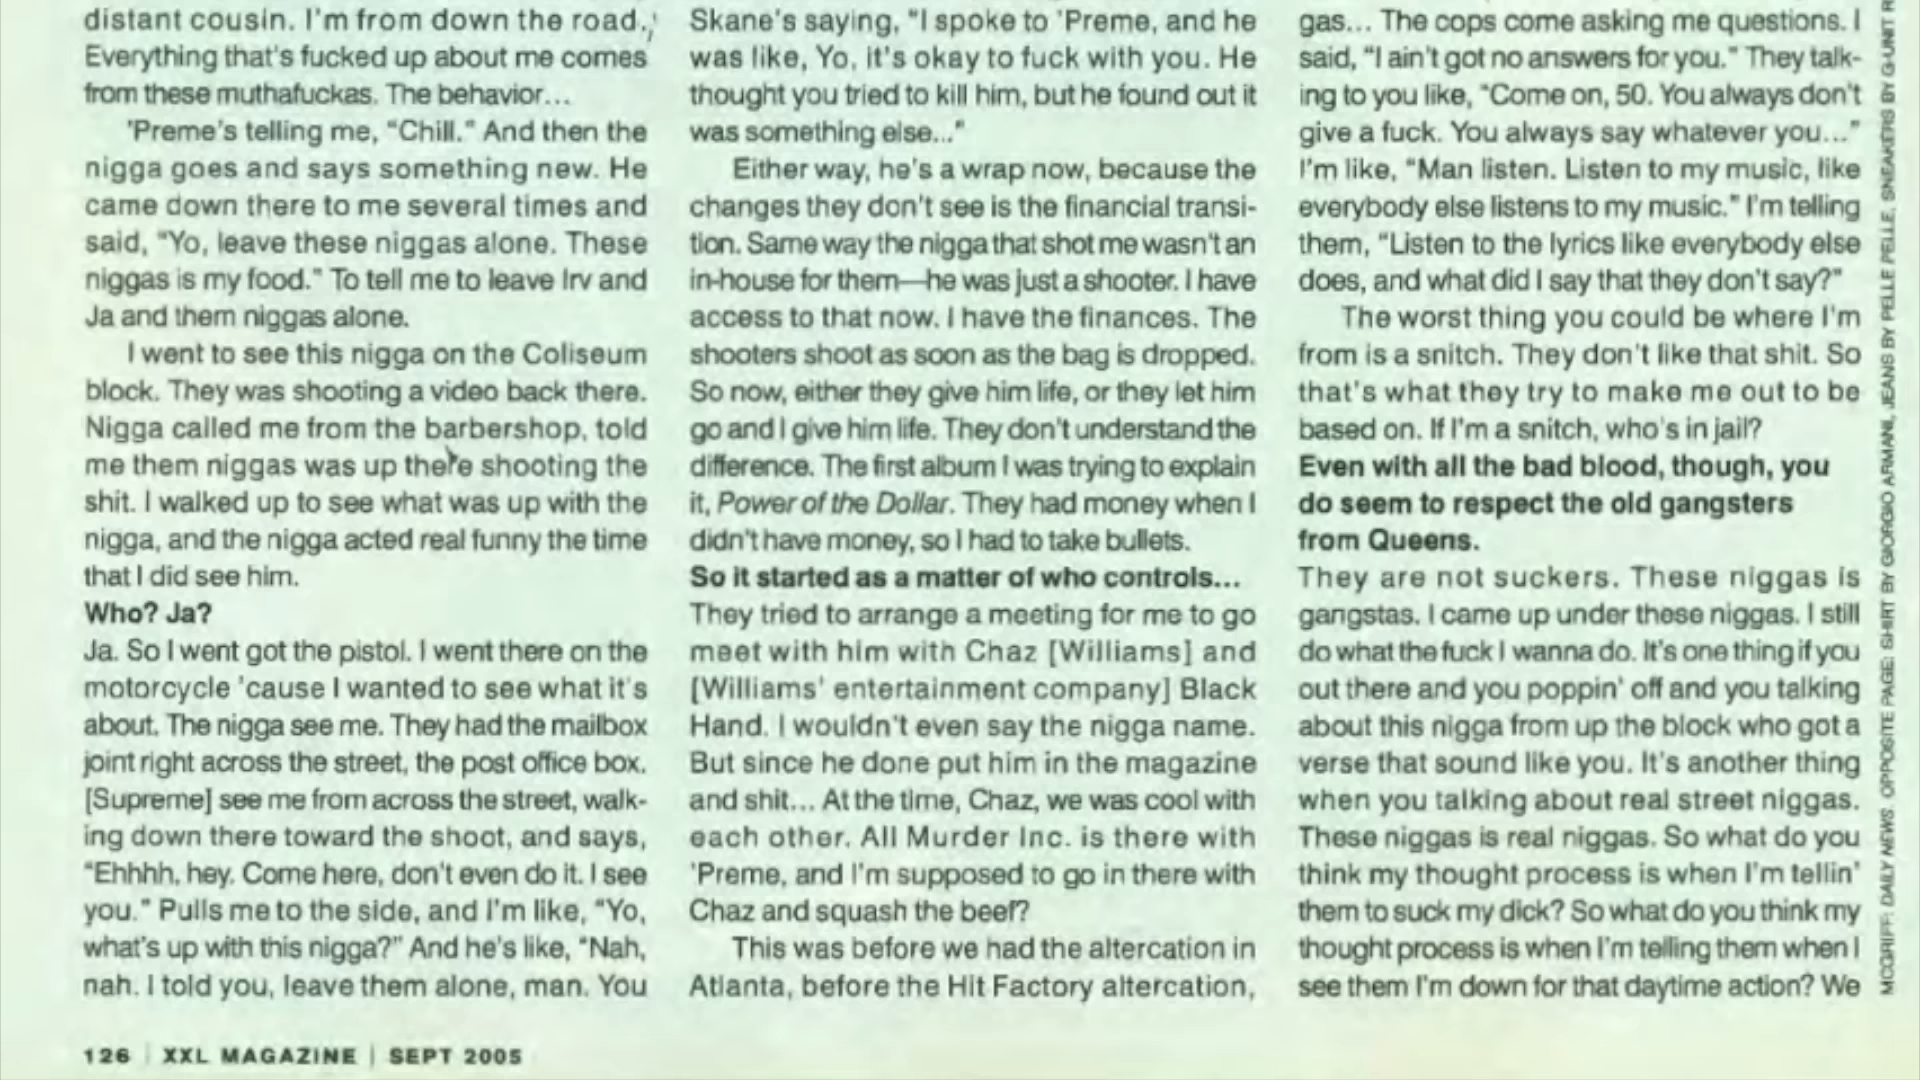 distant cousin. I'm from down the road.
Everything that's fucked up about me comes
from these muthafuckas. The behavior...
'Preme's telling me, "Chill." And then the
nigga goes and says something new. He
came down there to me several times and
said, "Yo, leave these niggas alone. These
niggas is my food." To tell me to leave Irv and
Ja and them niggas alone.
I went to see this nigga on the Coliseum
block. They was shooting a video back there.
Nigga called me from the barbershop, told
me them niggas was up there shooting the
shit. I walked up to see what was up with the
nigga, and the nigga acted real funny the time
that I did see him.
Who? Ja?
Ja. So I went got the pistol. I went there on the
motorcycle 'cause I wanted to see what it's
about. The nigga see me. They had the mailbox
joint right across the street, the post office box.
[Supreme] see me from across the street, walk-
ing down there toward the shoot, and says,
"Ehhhh, hey. Come here, don't even do it. I see
you." Pulls me to the side, and I'm like, "Yo,
what's up with this nigga?" And he's like, "Nah,
nah. I told you, leave them alone, man. You
Skane's saying, "I spoke to 'Preme, and he
was like, Yo, it's okay to fuck with you. He
thought you tried to kill him, but he found out it
was something else..."
Either way, he's a wrap now, because the
changes they don't see is the financial transi-
tion. Same way the nigga that shot me wasn't an
in-house for them—he was just a shooter. I have
access to that now. I have the finances. The
shooters shoot as soon as the bag is dropped.
So now, either they give him life, or they let him
go and I give him life. They don't understand the
difference. The first album I was trying to explain
it, Power of the Dollar. They had money when I
didn't have money, so I had to take bullets.
So it started as a matter of who controls...
They tried to arrange a meeting for me to go
meet with him with Chaz [Williams] and
[Williams' entertainment company] Black
Hand. I wouldn't even say the nigga name.
But since he done put him in the magazine
and shit... At the time, Chaz, we was cool with
each other. All Murder Inc. is there with
'Preme, and I'm supposed to go in there with
Chaz and squash the beef?
This was before we had the altercation in
Atlanta, before the Hit Factory altercation,
gas... The cops come asking me questions. I
said, "I ain't got no answers for you." They talk-
ing to you like, "Come on, 50. You always don't
give a fuck. You always say whatever you..."
I'm like, "Man listen. Listen to my music, like
everybody else listens to my music." I'm telling
them, "Listen to the lyrics like everybody else
does, and what did I say that they don't say?"
The worst thing you could be where I'm
from is a snitch. They don't like that shit. So
that's what they try to make me out to be
based on. If I'm a snitch, who's in jail?
Even with all the bad blood, though, you
do seem to respect the old gangsters
from Queens.
They are not suckers. These niggas is
gangstas. I came up under these niggas. I still
do what the fuck I wanna do. It's one thing if you
out there and you poppin' off and you talking
about this nigga from up the block who got a
verse that sound like you. It's another thing
when you talking about real street niggas.
These niggas is real niggas. So what do you
think my thought process is when I'm tellin'
them to suck my dick? So what do you think my
thought process is when I'm telling them when I
see them I'm down for that daytime action? We
MCGRIFF: DAILY NEWS. OPPOSITE PAGE: SHIRT BY GIORGIO ARMANI, JEANS BY PELLE PELLE, SNEAKERS BY G-UNIT
126 | XXL MAGAZINE | SEPT 2005